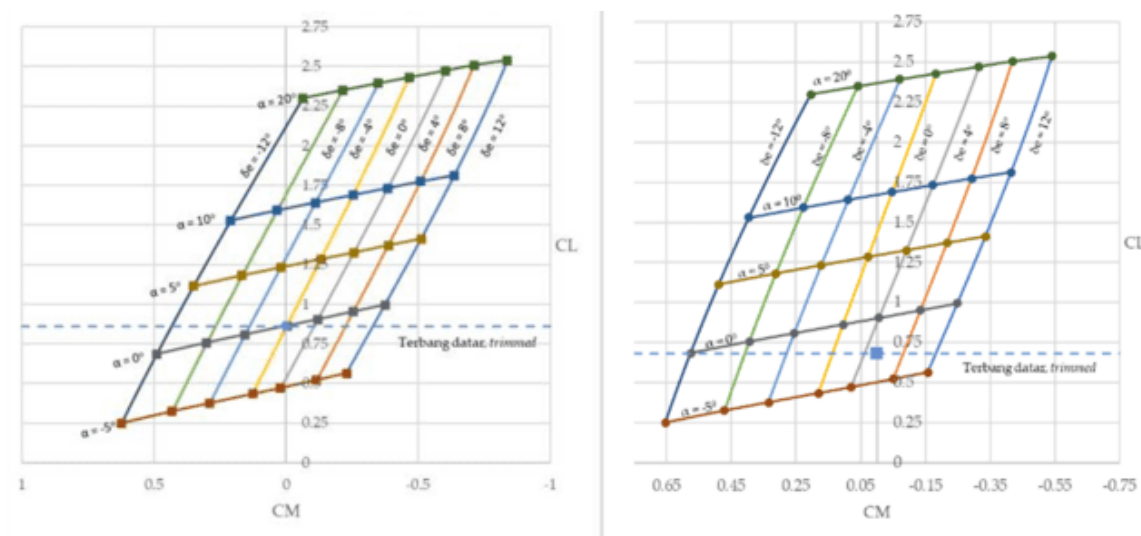 2.75
2.5
2.25
2
1.75
1.5
1.25
1
0.75
0.5
0.25
0
1 0.5 0 -0.5 -1
CM
CL
α = 20°
α = 10°
α = 5°
α = 0°
α = -5°
δe = -12°
δe = -8°
δe = -4°
δe = 0°
δe = 4°
δe = 8°
δe = 12°
Terbang datar, trimmed
2.75
2.5
2.25
2
1.75
1.5
1.25
1
0.75
0.5
0.25
0
0.65 0.45 0.25 0.05 -0.15 -0.35 -0.55 -0.75
CM
CL
α = 20°
α = 10°
α = 5°
α = 0°
α = -5°
δe = -12°
δe = -8°
δe = -4°
δe = 0°
δe = 4°
δe = 8°
δe = 12°
Terbang datar, trimmed